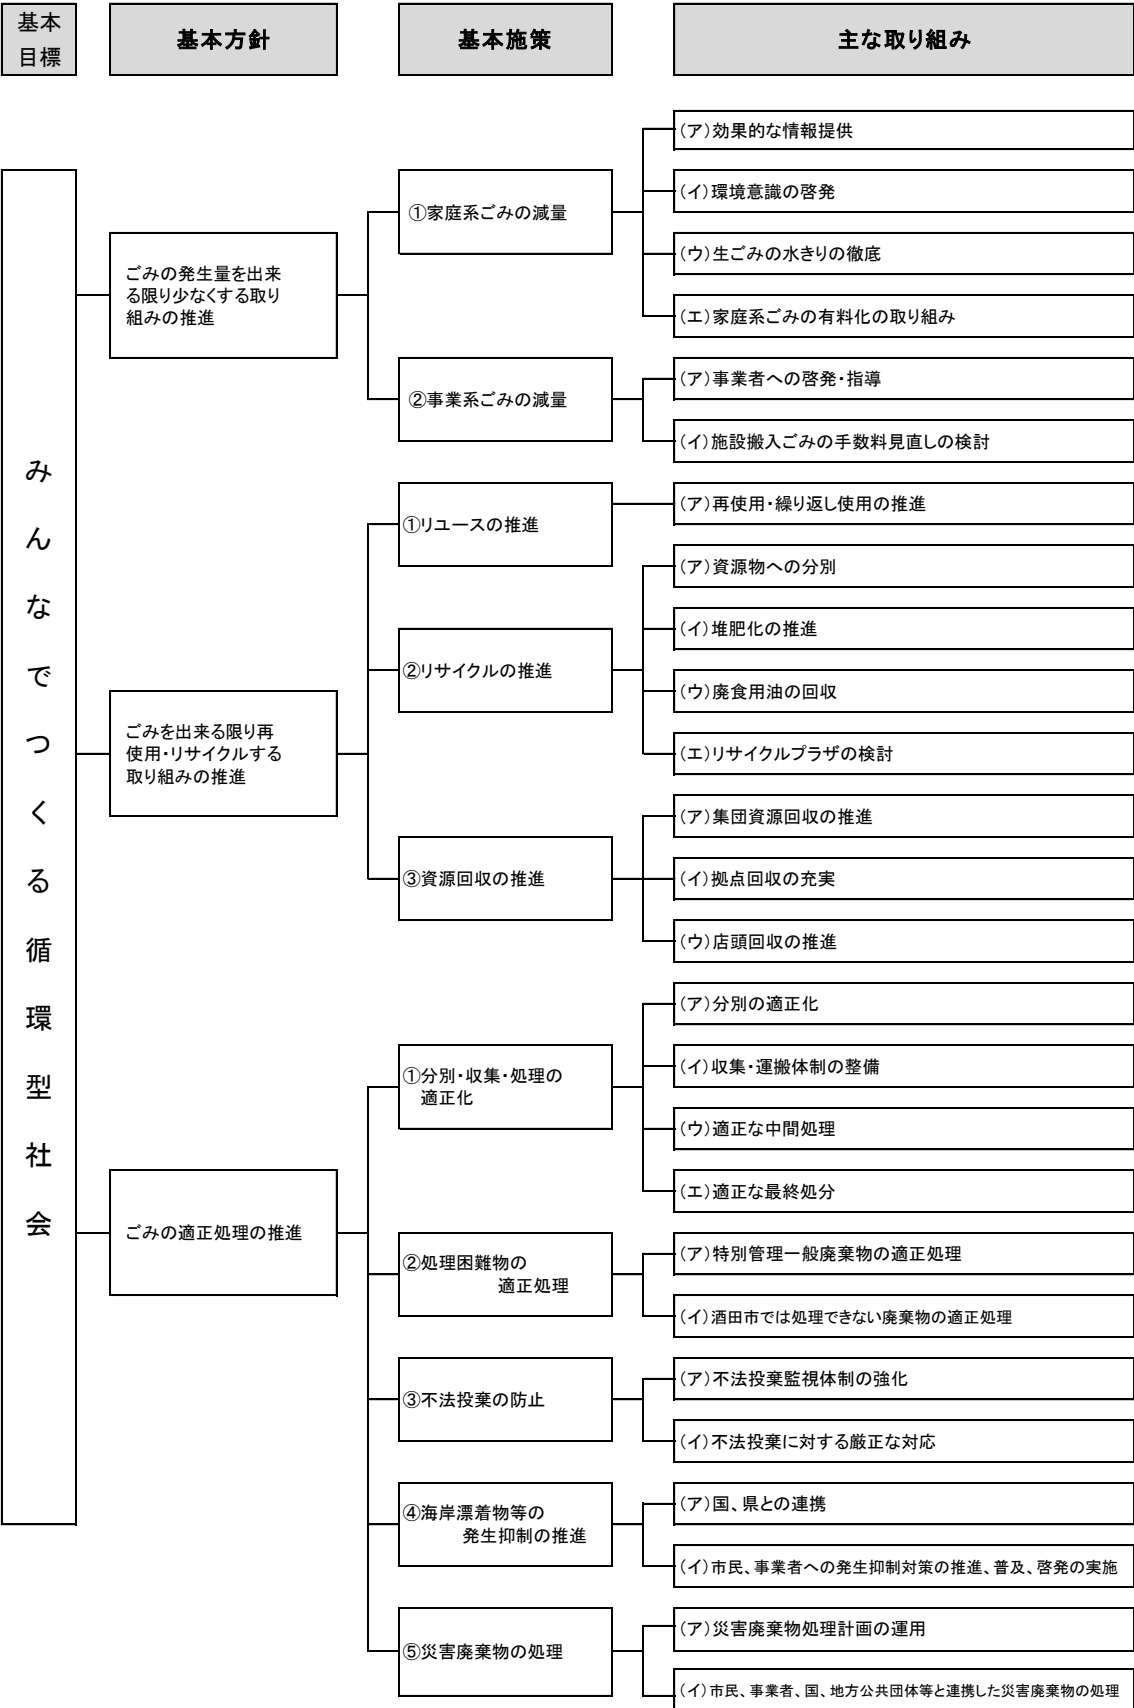 基本
目標
基本方針
基本施策
主な取り組み
みんなでつくる循環型社会
ごみの発生量を出来
る限り少なくする取り
組みの推進
①家庭系ごみの減量
(ア)効果的な情報提供
(イ)環境意識の啓発
(ウ)生ごみの水きりの徹底
(エ)家庭系ごみの有料化の取り組み
②事業系ごみの減量
(ア)事業者への啓発・指導
(イ)施設搬入ごみの手数料見直しの検討
ごみを出来る限り再
使用・リサイクルする
取り組みの推進
①リユースの推進
(ア)再使用・繰り返し使用の推進
②リサイクルの推進
(ア)資源物への分別
(イ)堆肥化の推進
(ウ)廃食用油の回収
(エ)リサイクルプラザの検討
③資源回収の推進
(ア)集団資源回収の推進
(イ)拠点回収の充実
(ウ)店頭回収の推進
ごみの適正処理の推進
①分別・収集・処理の
適正化
(ア)分別の適正化
(イ)収集・運搬体制の整備
(ウ)適正な中間処理
(エ)適正な最終処分
②処理困難物の
適正処理
(ア)特別管理一般廃棄物の適正処理
(イ)酒田市では処理できない廃棄物の適正処理
③不法投棄の防止
(ア)不法投棄監視体制の強化
(イ)不法投棄に対する厳正な対応
④海岸漂着物等の
発生抑制の推進
(ア)国、県との連携
(イ)市民、事業者への発生抑制対策の推進、普及、啓発の実施
⑤災害廃棄物の処理
(ア)災害廃棄物処理計画の運用
(イ)市民、事業者、国、地方公共団体等と連携した災害廃棄物の処理